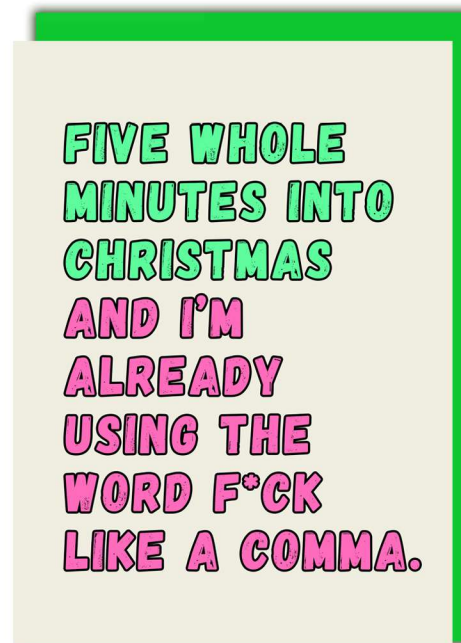 FIVE WHOLE
MINUTES INTO
CHRISTMAS
AND I'M
ALREADY
USING THE
WORD F*CK
LIKE A COMMA.